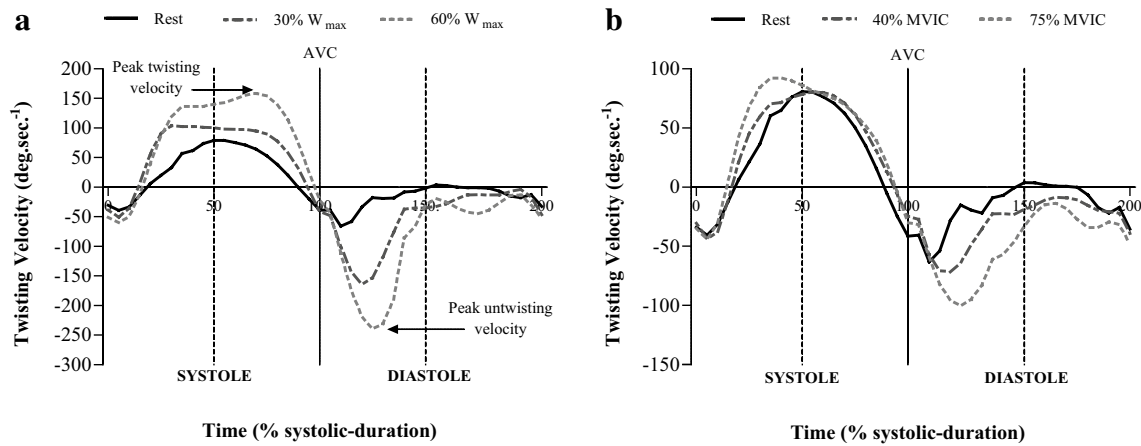 a
Rest 30% W max 60% W max
AVC
Peak twisting
velocity
200
150
100
50
0
-50
-100
-150
-200
-250
-300
Twisting Velocity (deg.sec.-1)
0 50 100 150 200
Peak untwisting
velocity
SYSTOLE DIASTOLE
Time (% systolic-duration)
b
Rest 40% MVIC 75% MVIC
AVC
100
50
0
-50
-100
-150
Twisting Velocity (deg.sec.-1)
0 50 100 150 200
SYSTOLE DIASTOLE
Time (% systolic-duration)